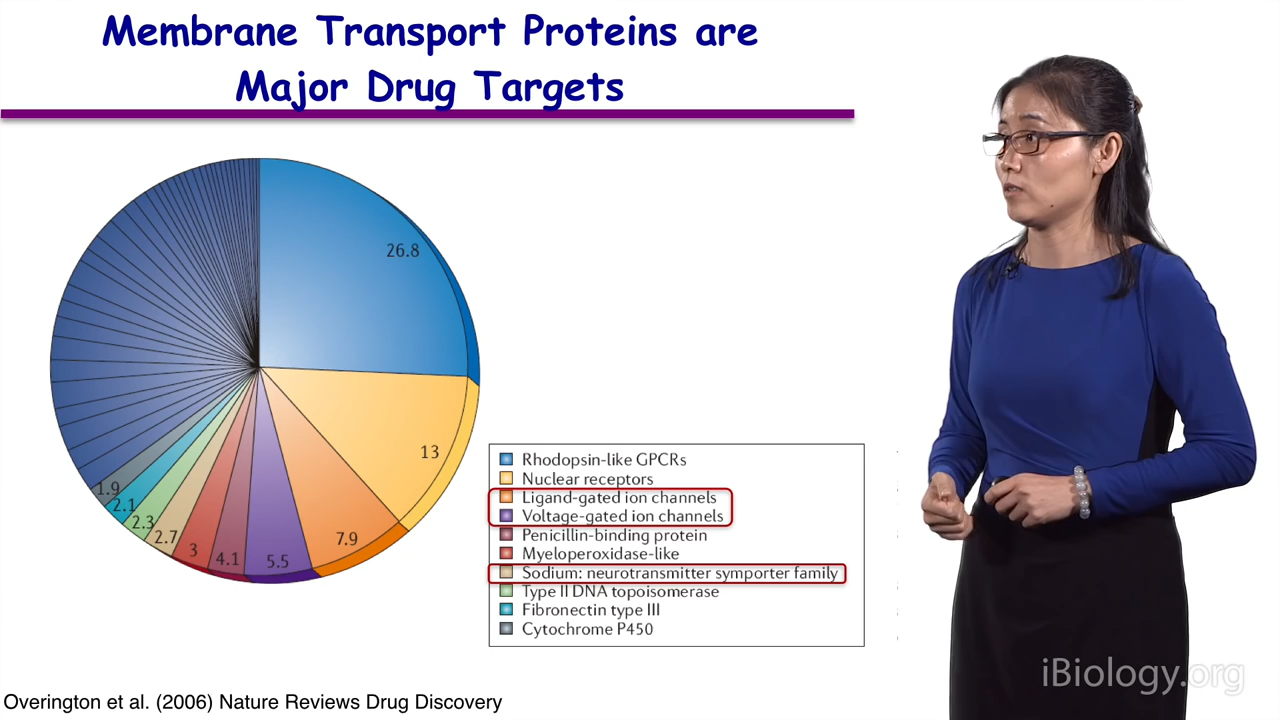 Membrane Transport Proteins are
Major Drug Targets
26.8
13
7.9
5.5
4.1
3
2.7
2.3
2.1
1.9
Rhodopsin-like GPCRs
Nuclear receptors
Ligand-gated ion channels
Voltage-gated ion channels
Penicillin-binding protein
Myeloperoxidase-like
Sodium: neurotransmitter symporter family
Type II DNA topoisomerase
Fibronectin type III
Cytochrome P450
Overington et al. (2006) Nature Reviews Drug Discovery
iBiology.org